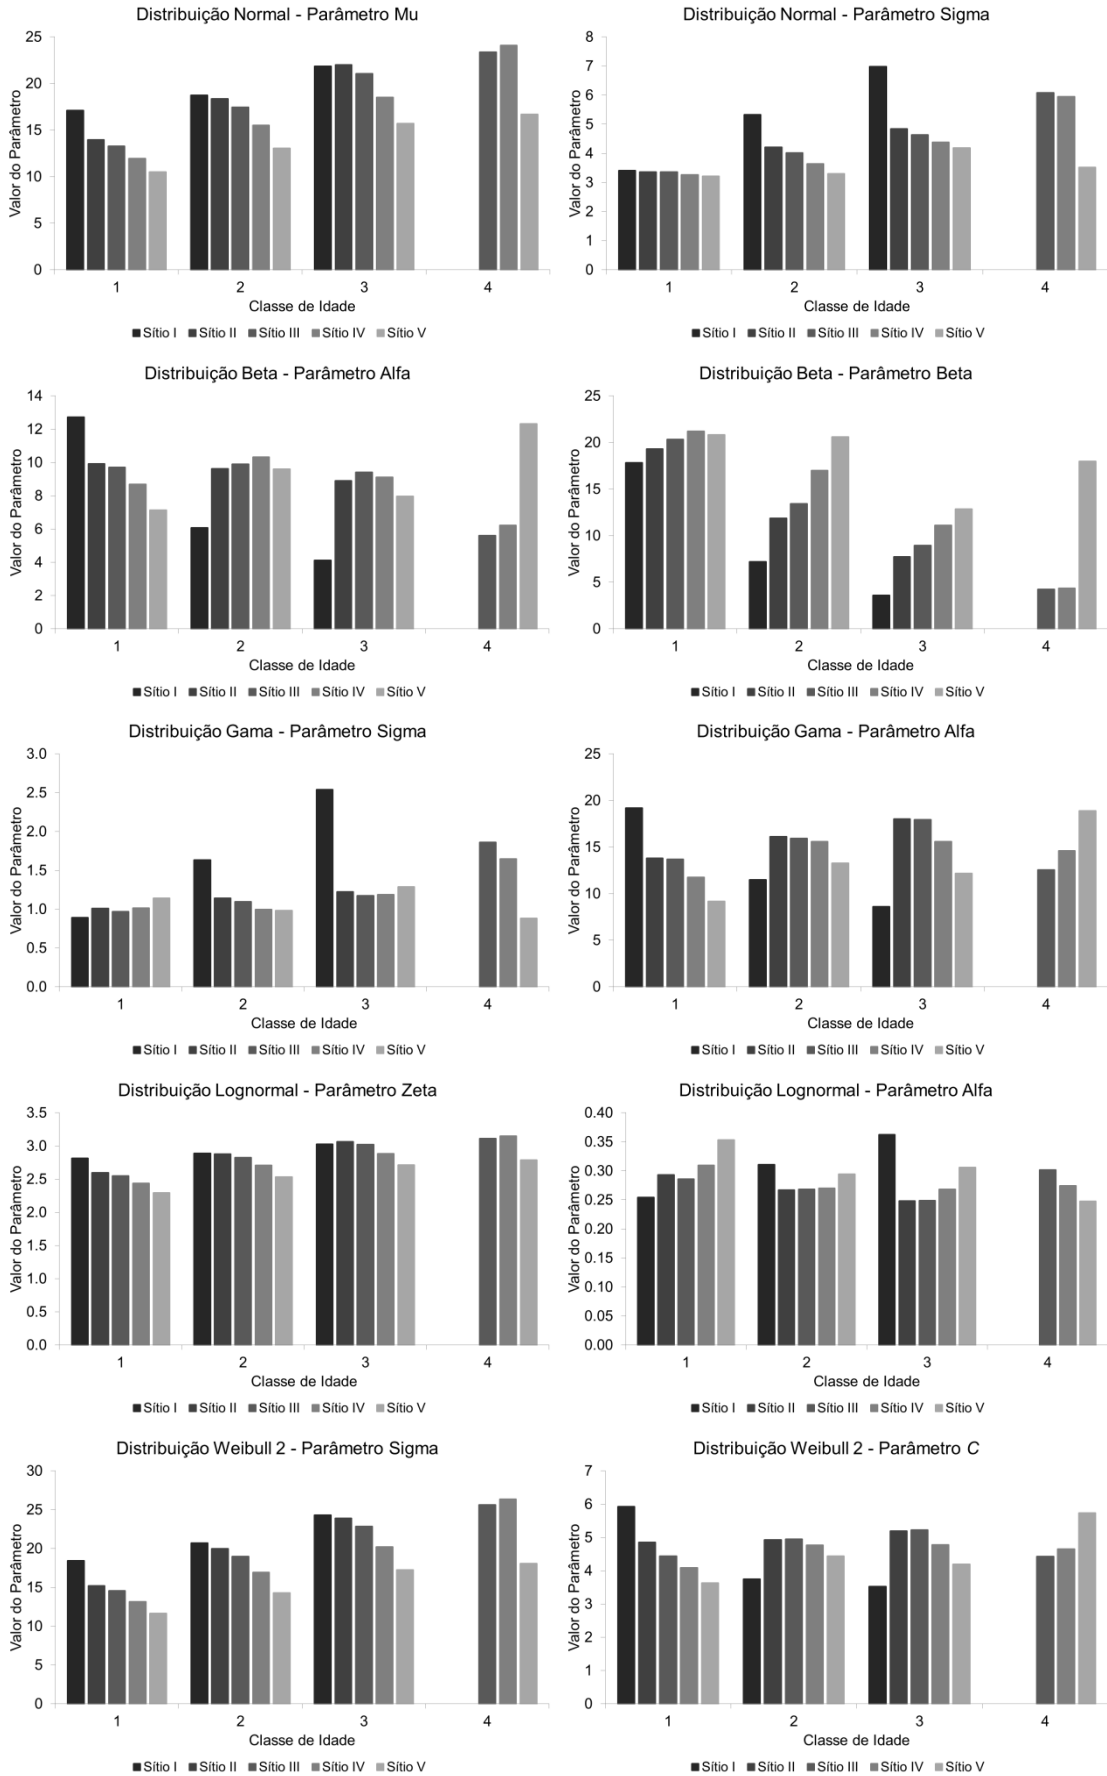 Distribuição Normal - Parâmetro Mu
25
20
15
10
5
0
Valor do Parâmetro
1 2 3 4
Classe de Idade
Sítio I Sítio II Sítio III Sítio IV Sítio V
Distribuição Normal - Parâmetro Sigma
8
7
6
5
4
3
2
1
0
Valor do Parâmetro
1 2 3 4
Classe de Idade
Sítio I Sítio II Sítio III Sítio IV Sítio V
Distribuição Beta - Parâmetro Alfa
14
12
10
8
6
4
2
0
Valor do Parâmetro
1 2 3 4
Classe de Idade
Sítio I Sítio II Sítio III Sítio IV Sítio V
Distribuição Beta - Parâmetro Beta
25
20
15
10
5
0
Valor do Parâmetro
1 2 3 4
Classe de Idade
Sítio I Sítio II Sítio III Sítio IV Sítio V
Distribuição Gama - Parâmetro Sigma
3.0
2.5
2.0
1.5
1.0
0.5
0.0
Valor do Parâmetro
1 2 3 4
Classe de Idade
Sítio I Sítio II Sítio III Sítio IV Sítio V
Distribuição Gama - Parâmetro Alfa
25
20
15
10
5
0
Valor do Parâmetro
1 2 3 4
Classe de Idade
Sítio I Sítio II Sítio III Sítio IV Sítio V
Distribuição Lognormal - Parâmetro Zeta
3.5
3.0
2.5
2.0
1.5
1.0
0.5
0.0
Valor do Parâmetro
1 2 3 4
Classe de Idade
Sítio I Sítio II Sítio III Sítio IV Sítio V
Distribuição Lognormal - Parâmetro Alfa
0.40
0.35
0.30
0.25
0.20
0.15
0.10
0.05
0.00
Valor do Parâmetro
1 2 3 4
Classe de Idade
Sítio I Sítio II Sítio III Sítio IV Sítio V
Distribuição Weibull 2 - Parâmetro Sigma
30
25
20
15
10
5
0
Valor do Parâmetro
1 2 3 4
Classe de Idade
Sítio I Sítio II Sítio III Sítio IV Sítio V
Distribuição Weibull 2 - Parâmetro C
7
6
5
4
3
2
1
0
Valor do Parâmetro
1 2 3 4
Classe de Idade
Sítio I Sítio II Sítio III Sítio IV Sítio V